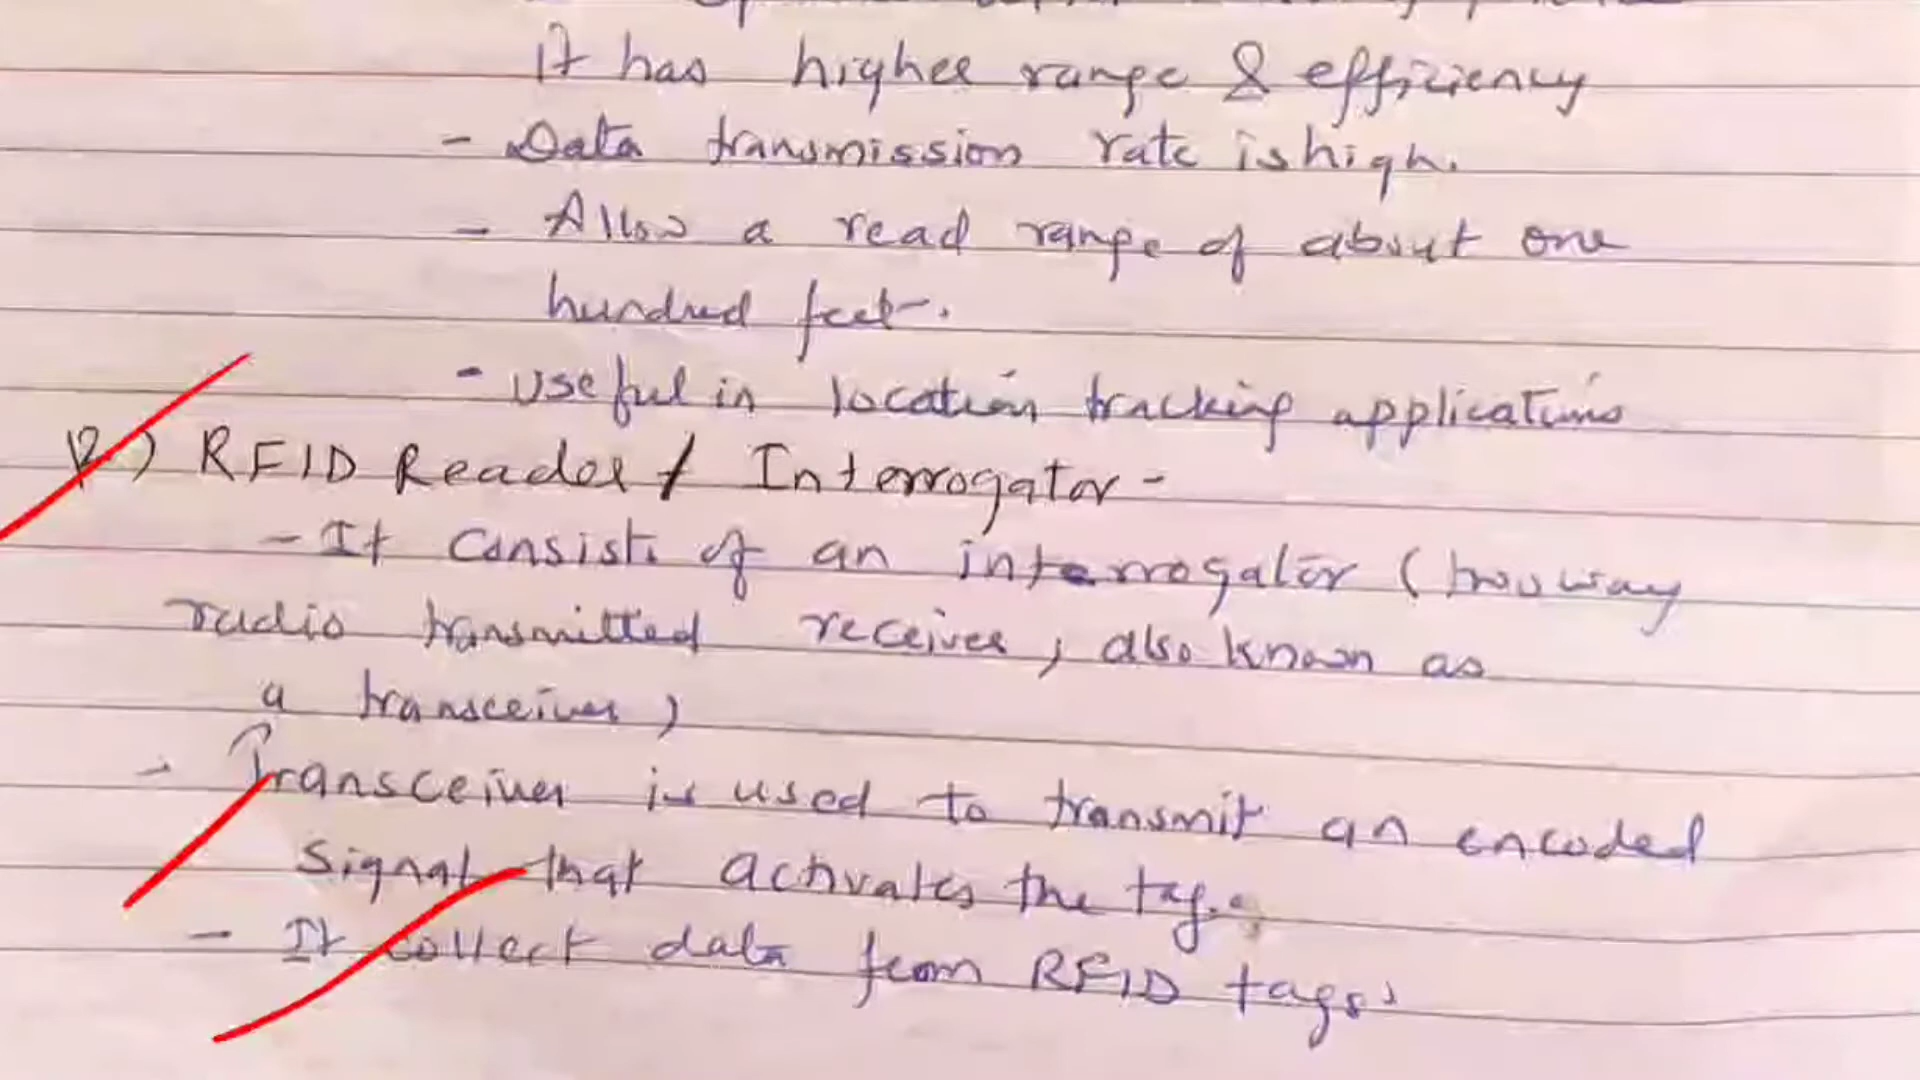 it has higher range & efficiency
- Data transmission rate is high.
- Allow a read range of about one
hundred feet.
- Useful in location tracking applications
2) RFID Reader / Interrogator -
- It consists of an interrogator (two way
radio transmitted receiver, also known as
a transceiver)
- Transceiver is used to transmit an encoded
signal that activates the tag.
- It collect data from RFID tags.